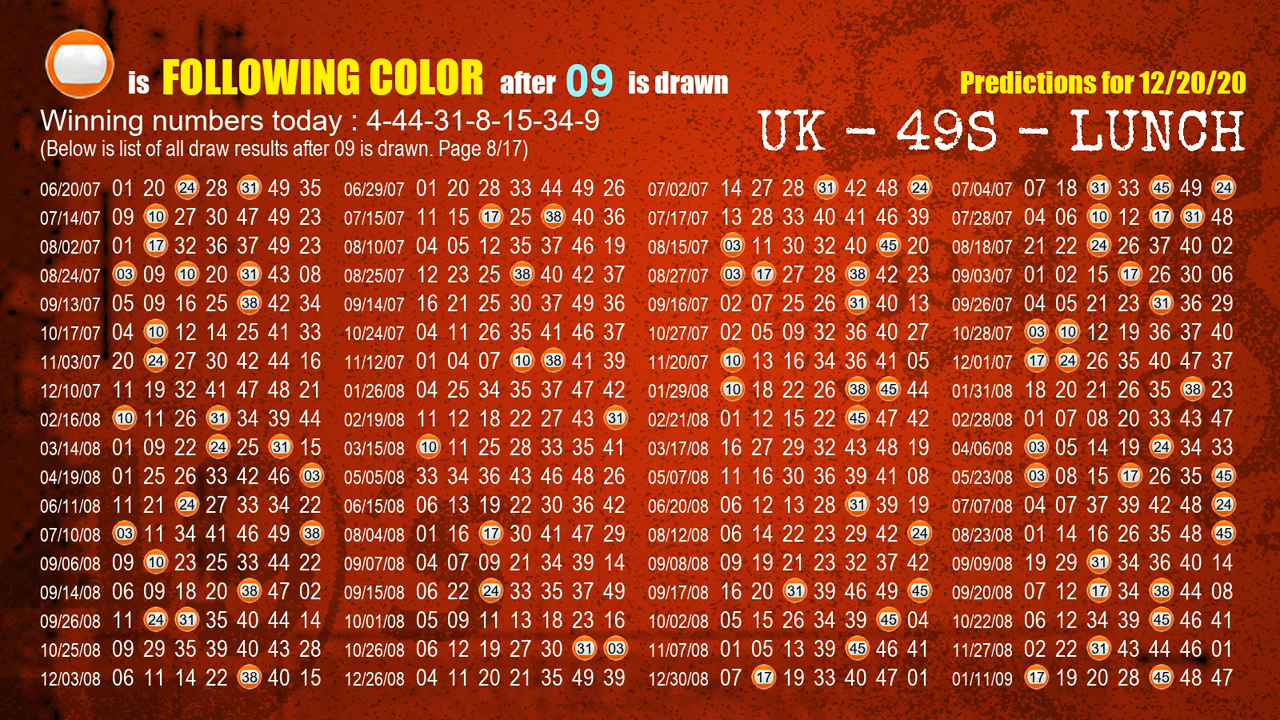 is FOLLOWING COLOR after 09 is drawn
Predictions for 12/20/20
Winning numbers today : 4-44-31-8-15-34-9
UK - 49S - LUNCH
(Below is list of all draw results after 09 is drawn. Page 8/17)
06/20/07 01 20 24 28 31 49 35 06/29/07 01 20 28 33 44 49 26 07/02/07 14 27 28 31 42 48 24 07/04/07 07 18 31 33 45 49 24
07/14/07 09 10 27 30 47 49 23 07/15/07 11 15 17 25 38 40 36 07/17/07 13 28 33 40 41 46 39 07/28/07 04 06 10 12 17 31 48
08/02/07 01 17 32 36 37 49 23 08/10/07 04 05 12 35 37 46 19 08/15/07 03 11 30 32 40 45 20 08/18/07 21 22 24 26 37 40 02
08/24/07 03 09 10 20 31 43 08 08/25/07 12 23 25 38 40 42 37 08/27/07 03 17 27 28 38 42 23 09/03/07 01 02 15 17 26 30 06
09/13/07 05 09 16 25 38 42 34 09/14/07 16 21 25 30 37 49 36 09/16/07 02 07 25 26 31 40 13 09/26/07 04 05 21 23 31 36 29
10/17/07 04 10 12 14 25 41 33 10/24/07 04 11 26 35 41 46 37 10/27/07 02 05 09 32 36 40 27 10/28/07 03 10 12 19 36 37 40
11/03/07 20 24 27 30 42 44 16 11/12/07 01 04 07 10 38 41 39 11/20/07 10 13 16 34 36 41 05 12/01/07 17 24 26 35 40 47 37
12/10/07 11 19 32 41 47 48 21 01/26/08 04 25 34 35 37 47 42 01/29/08 10 18 22 26 38 45 44 01/31/08 18 20 21 26 35 38 23
02/16/08 10 11 26 31 34 39 44 02/19/08 11 12 18 22 27 43 31 02/21/08 01 12 15 22 45 47 42 02/28/08 01 07 08 20 33 43 47
03/14/08 01 09 22 24 25 31 15 03/15/08 10 11 25 28 33 35 41 03/17/08 16 27 29 32 43 48 19 04/06/08 03 05 14 19 24 34 33
04/19/08 01 25 26 33 42 46 03 05/05/08 33 34 36 43 46 48 26 05/07/08 11 16 30 36 39 41 08 05/23/08 03 08 15 17 26 35 45
06/11/08 11 21 24 27 33 34 22 06/15/08 06 13 19 22 30 36 42 06/20/08 06 12 13 28 31 39 19 07/07/08 04 07 37 39 42 48 24
07/10/08 03 11 34 41 46 49 38 08/04/08 01 16 17 30 41 47 29 08/12/08 06 14 22 23 29 42 24 08/23/08 01 14 16 26 35 48 45
09/06/08 09 10 23 25 33 44 22 09/07/08 04 07 09 21 34 39 14 09/08/08 09 19 21 23 32 37 42 09/09/08 19 29 31 34 36 40 14
09/14/08 06 09 18 20 38 47 02 09/15/08 06 22 24 33 35 37 49 09/17/08 16 20 31 39 46 49 45 09/20/08 07 12 17 34 38 44 08
09/26/08 11 24 31 35 40 44 14 10/01/08 05 09 11 13 18 23 16 10/02/08 05 15 26 34 39 45 04 10/22/08 06 12 34 39 45 46 41
10/25/08 09 29 35 39 40 43 28 10/26/08 06 12 19 27 30 31 03 11/07/08 01 05 13 39 45 46 41 11/27/08 02 22 31 43 44 46 01
12/03/08 06 11 14 22 38 40 15 12/26/08 04 11 20 21 35 49 39 12/30/08 07 17 19 33 40 47 01 01/11/09 17 19 20 28 45 48 47